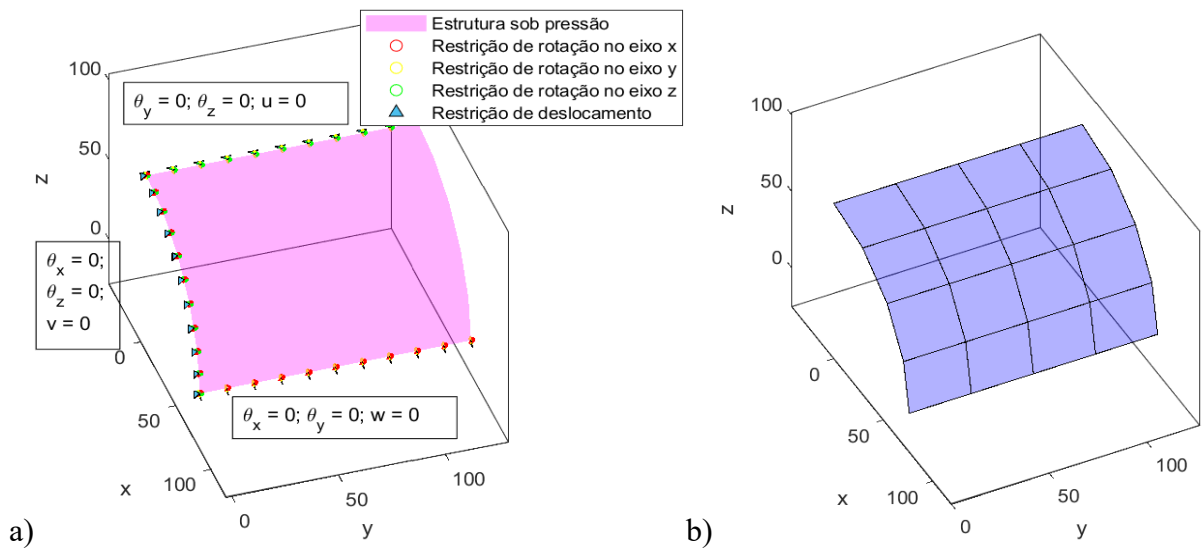 Estrutura sob pressão
Restrição de rotação no eixo x
Restrição de rotação no eixo y
Restrição de rotação no eixo z
Restrição de deslocamento
θy = 0; θz = 0; u = 0
θx = 0;
θz = 0;
v = 0
θx = 0; θy = 0; w = 0
100
50
0
z
0
50
100
x
0
50
100
y
a)
100
50
0
z
0
50
100
x
0
50
100
y
b)